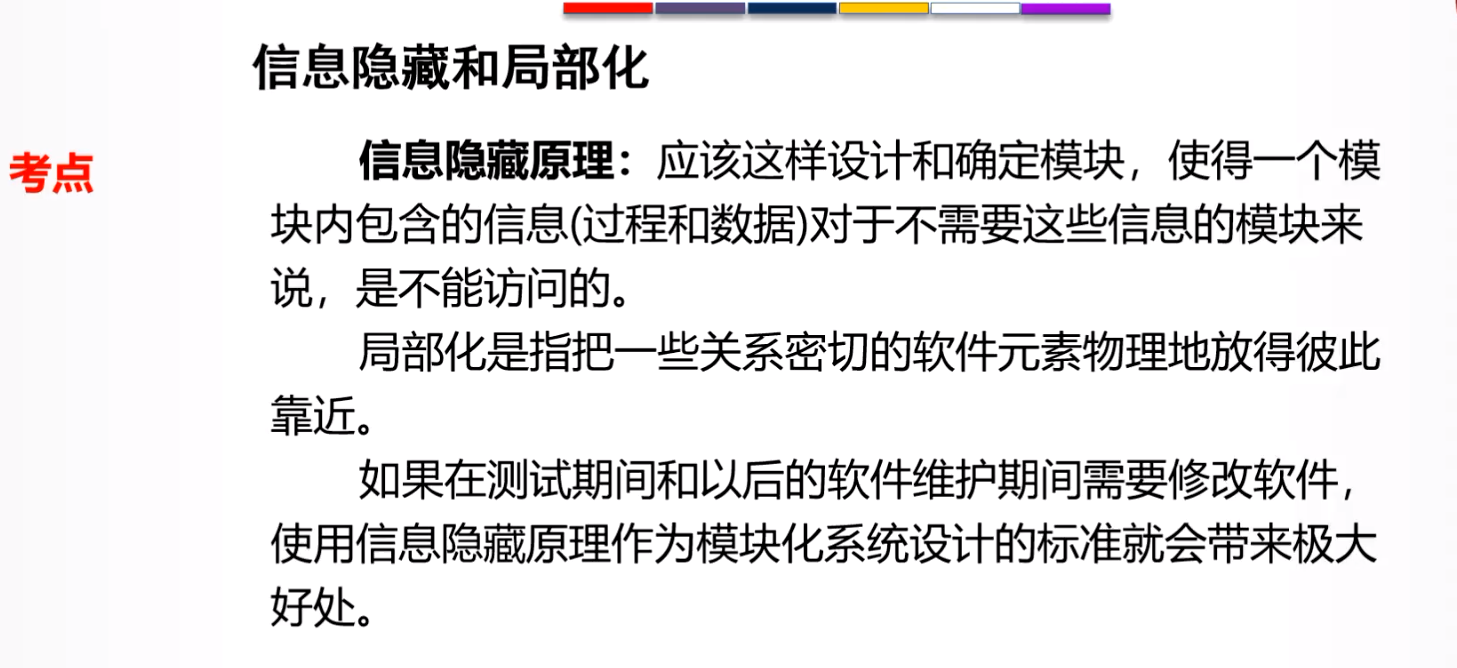 信息隐藏和局部化
考点
信息隐藏原理：应该这样设计和确定模块，使得一个模
块内包含的信息(过程和数据)对于不需要这些信息的模块来
说，是不能访问的。
局部化是指把一些关系密切的软件元素物理地放得彼此
靠近。
如果在测试期间和以后的软件维护期间需要修改软件，
使用信息隐藏原理作为模块化系统设计的标准就会带来极大
好处。